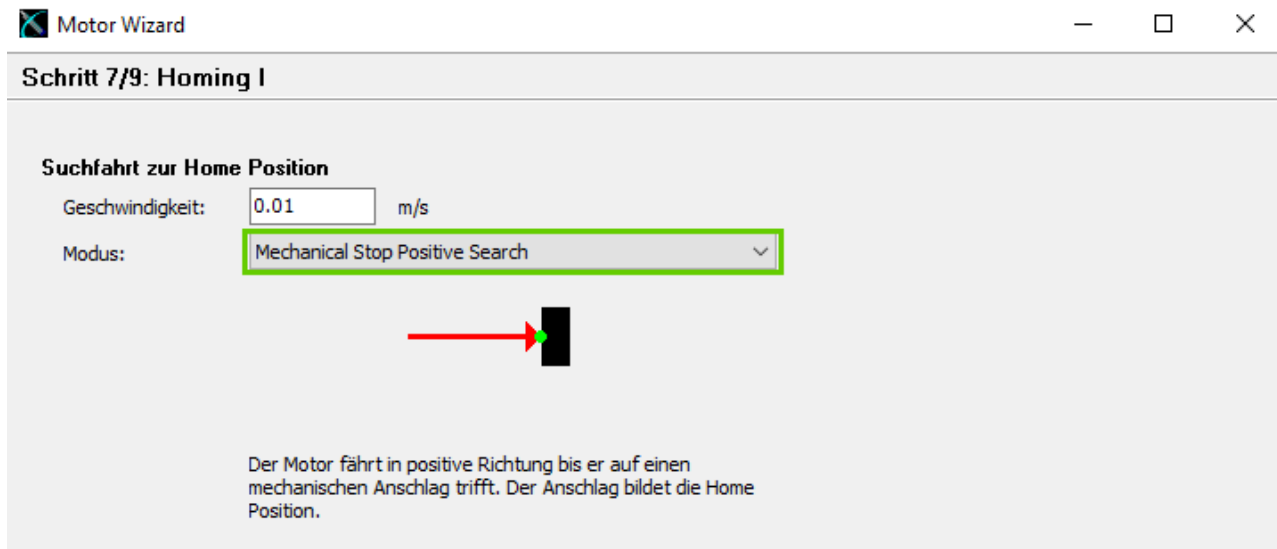 Motor Wizard
Schritt 7/9: Homing I
Suchfahrt zur Home Position
Geschwindigkeit: 0.01 m/s
Modus: Mechanical Stop Positive Search
Der Motor fährt in positive Richtung bis er auf einen
mechanischen Anschlag trifft. Der Anschlag bildet die Home
Position.